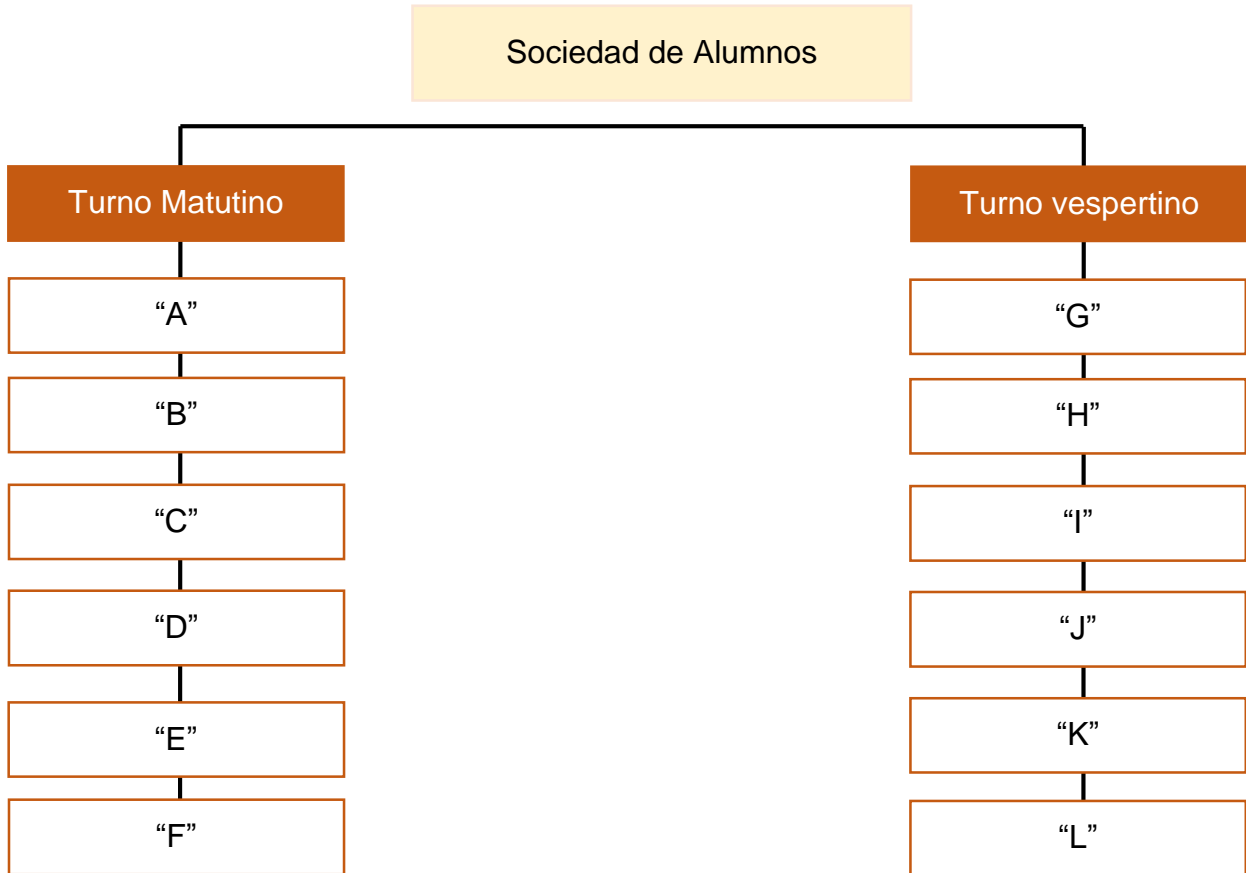 Sociedad de Alumnos
Turno Matutino
“A”
“B”
“C”
“D”
“E”
“F”
Turno vespertino
“G”
“H”
“I”
“J”
“K”
“L”